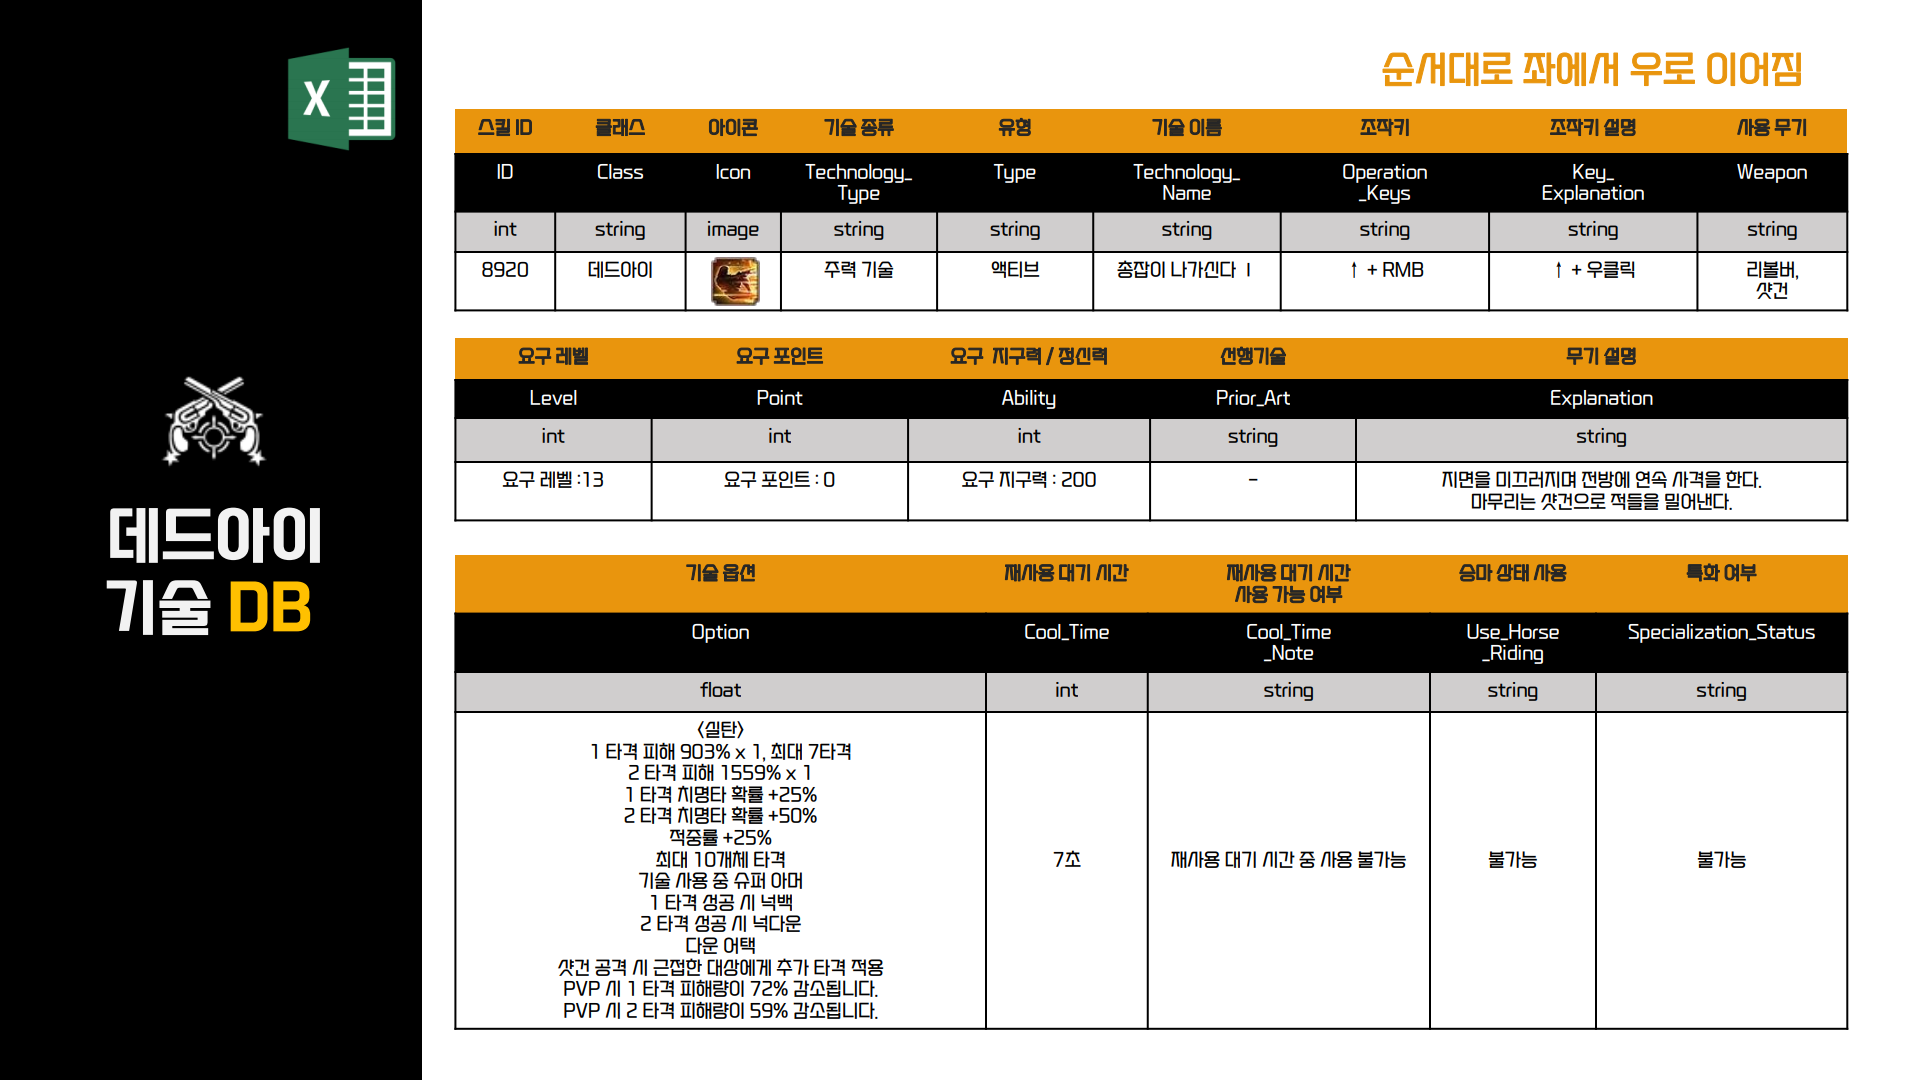 순서대로 좌에서 우로 이어짐
X
스킬 ID 클래스 아이콘 기술 종류 유형 기술 이름 조작키 조작키 설명 사용 무기
ID Class Icon Technology_ Type Type Technology_ Name Operation _Keys Key_ Explanation Weapon
int string image string string string string string string
8920 데드아이 주력 기술 액티브 총잡이 나가신다 I ↑ + RMB ↑ + 우클릭 리볼버, 샷건
요구 레벨 요구 포인트 요구 지구력 / 정신력 선행기술 무기 설명
Level Point Ability Prior_Art Explanation
int int int string string
요구 레벨 :13 요구 포인트 : 0 요구 지구력 : 200 - 지면을 미끄러지며 전방에 연속 사격을 한다.
마무리는 샷건으로 적들을 밀어낸다.
데드아이
기술 DB
기술 옵션 재사용 대기 시간 재사용 대기 시간 사용 가능 여부 승마 상태 사용 특화 여부
Option Cool_Time Cool_Time _Note Use_Horse _Riding Specialization_Status
float int string string string
<실탄>
1 타격 피해 903% x 1, 최대 7타격
2 타격 피해 1559% x 1
1 타격 치명타 확률 +25%
2 타격 치명타 확률 +50%
적중률 +25%
최대 10개체 타격
기술 사용 중 슈퍼 아머
1 타격 성공 시 넉백
2 타격 성공 시 넉다운
다운 어택
샷건 공격 시 근접한 대상에게 추가 타격 적용
PVP 시 1 타격 피해량이 72% 감소됩니다.
PVP 시 2 타격 피해량이 59% 감소됩니다.
7초
재사용 대기 시간 중 사용 불가능
불가능
불가능